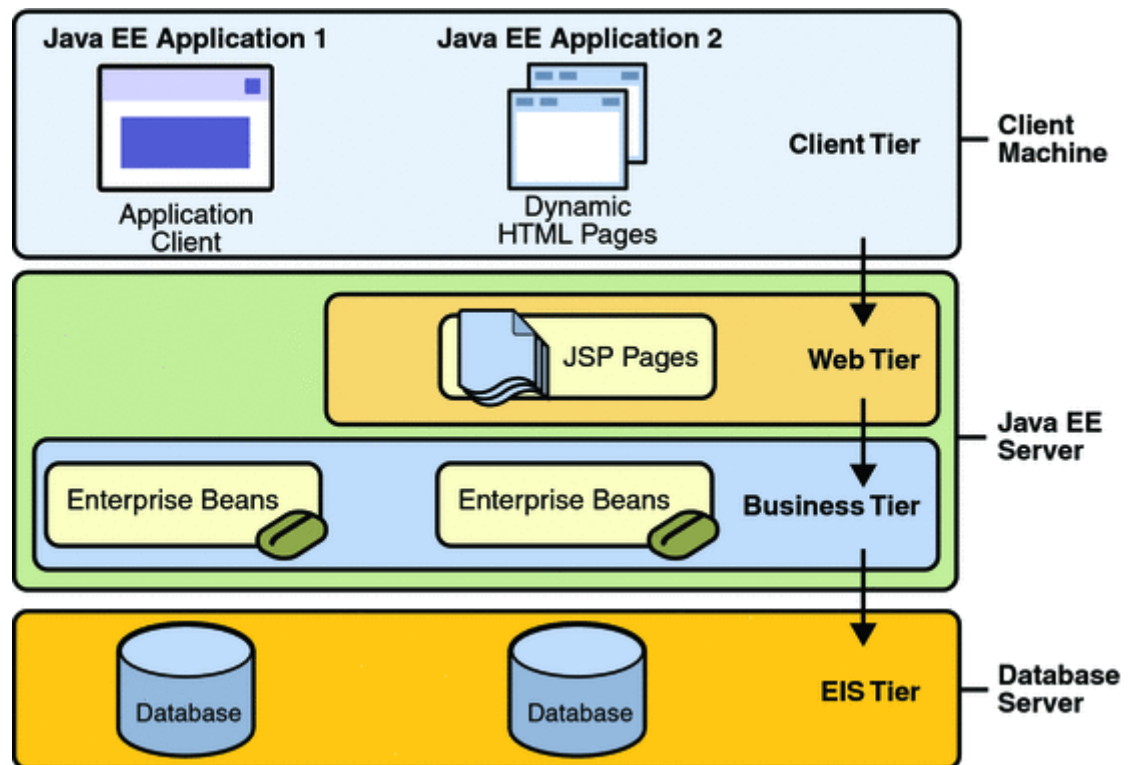 Java EE Application 1
Java EE Application 2
Application
Client
Dynamic
HTML Pages
Client Tier
Client
Machine
JSP Pages
Web Tier
Java EE
Server
Enterprise Beans
Enterprise Beans
Business Tier
Database
Database
EIS Tier
Database
Server